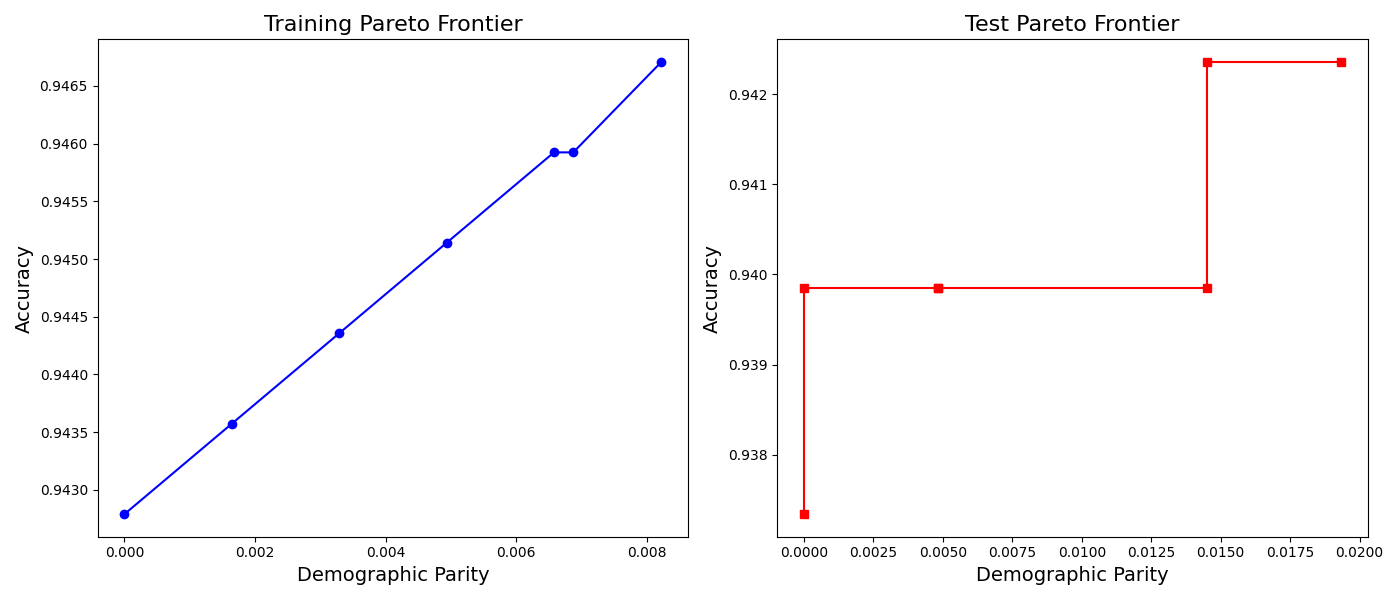 Training Pareto Frontier
Accuracy
0.9465
0.9460
0.9455
0.9450
0.9445
0.9440
0.9435
0.9430
0.000 0.002 0.004 0.006 0.008
Demographic Parity
Test Pareto Frontier
Accuracy
0.942
0.941
0.940
0.939
0.938
0.0000 0.0025 0.0050 0.0075 0.0100 0.0125 0.0150 0.0175 0.0200
Demographic Parity